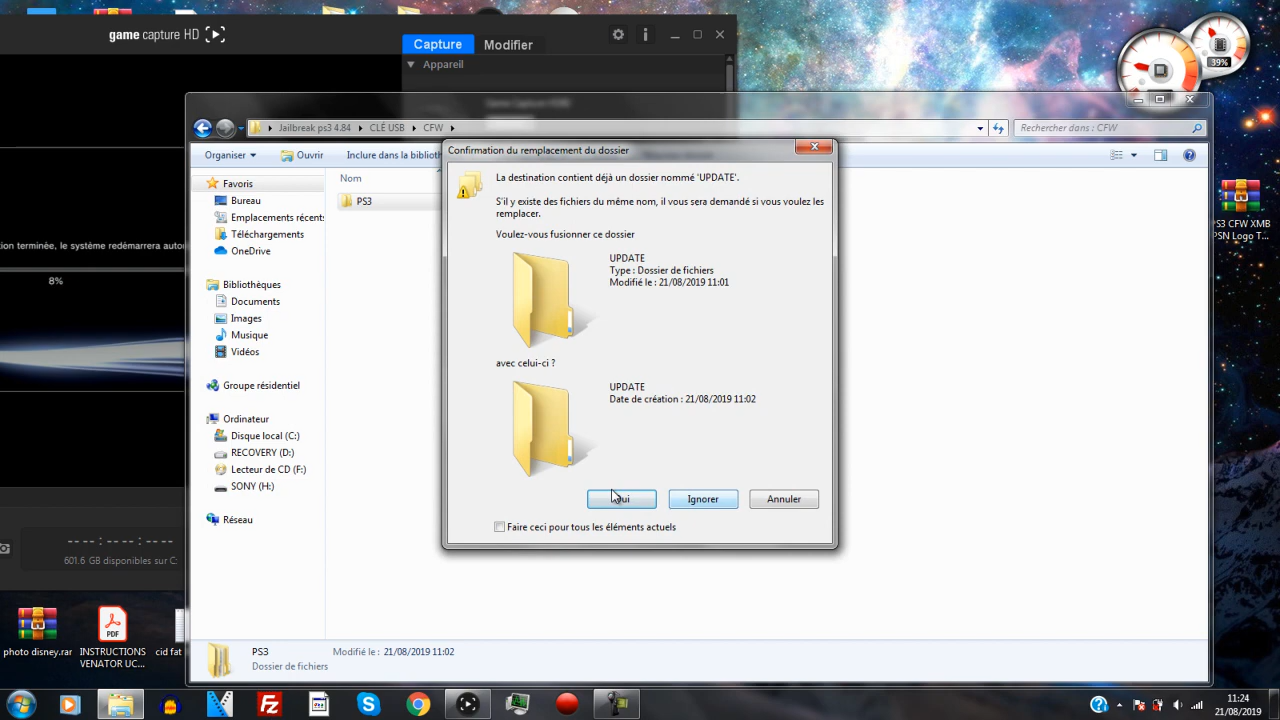 game capture HD
Capture
Modifier
Appareil
39%
Jailbreak ps3 4.84
CLÉ USB
CFW
Rechercher dans : CFW
Organiser
Ouvrir
Inclure dans la biblioth
Confirmation du remplacement du dossier
La destination contient déjà un dossier nommé 'UPDATE'.
S'il y existe des fichiers du même nom, il vous sera demandé si vous voulez les
remplacer.
Voulez-vous fusionner ce dossier
UPDATE
Type : Dossier de fichiers
Modifié le : 21/08/2019 11:01
avec celui-ci ?
UPDATE
Date de création : 21/08/2019 11:02
Ignorer
Annuler
Faire ceci pour tous les éléments actuels
Nom
PS3
Favoris
Bureau
Emplacements récents
Téléchargements
OneDrive
Bibliothèques
Documents
Images
Musique
Vidéos
Groupe résidentiel
Ordinateur
Disque local (C:)
RECOVERY (D:)
Lecteur de CD (F:)
SONY (H:)
Réseau
PS3 CFW XMB
PSN Logo T...
ion terminée, le système redémarrera auto
8%
-- : -- : -- : --
601.6 GB disponibles sur C:
photo disney.rar
PDF
INSTRUCTIONS
VENATOR UC...
cid fat
PS3
Modifié le : 21/08/2019 11:02
Dossier de fichiers
11:24
21/08/2019